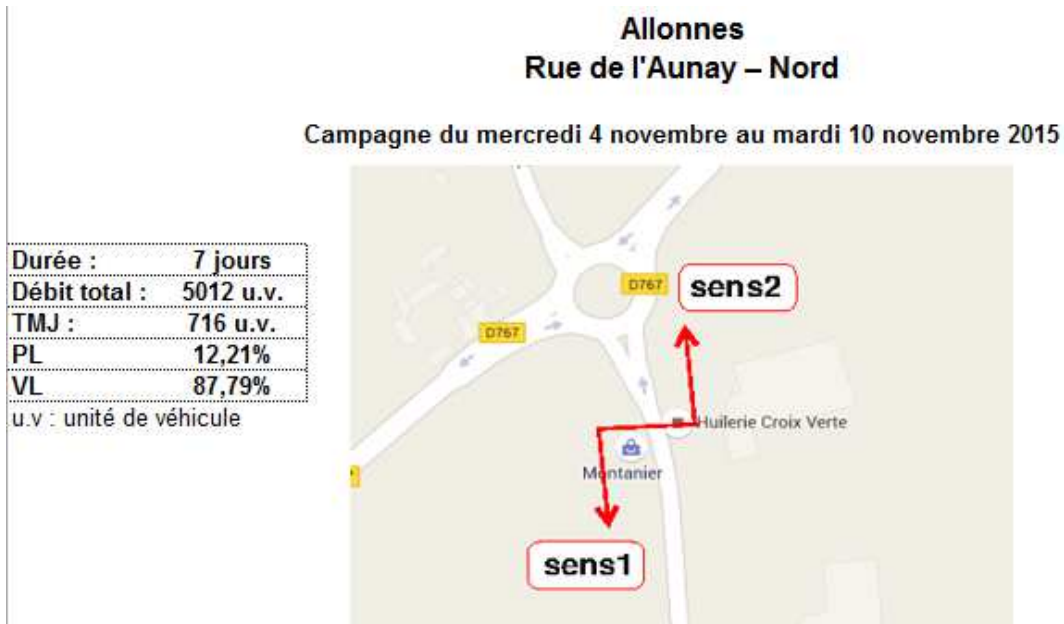 Allonnes
Rue de l'Aunay – Nord
Campagne du mercredi 4 novembre au mardi 10 novembre 2015
Durée : 7 jours
Débit total : 5012 u.v.
TMJ : 716 u.v.
PL 12,21%
VL 87,79%
u.v : unité de véhicule
D767
sens2
D767
Huilerie Croix Verte
Montanier
sens1